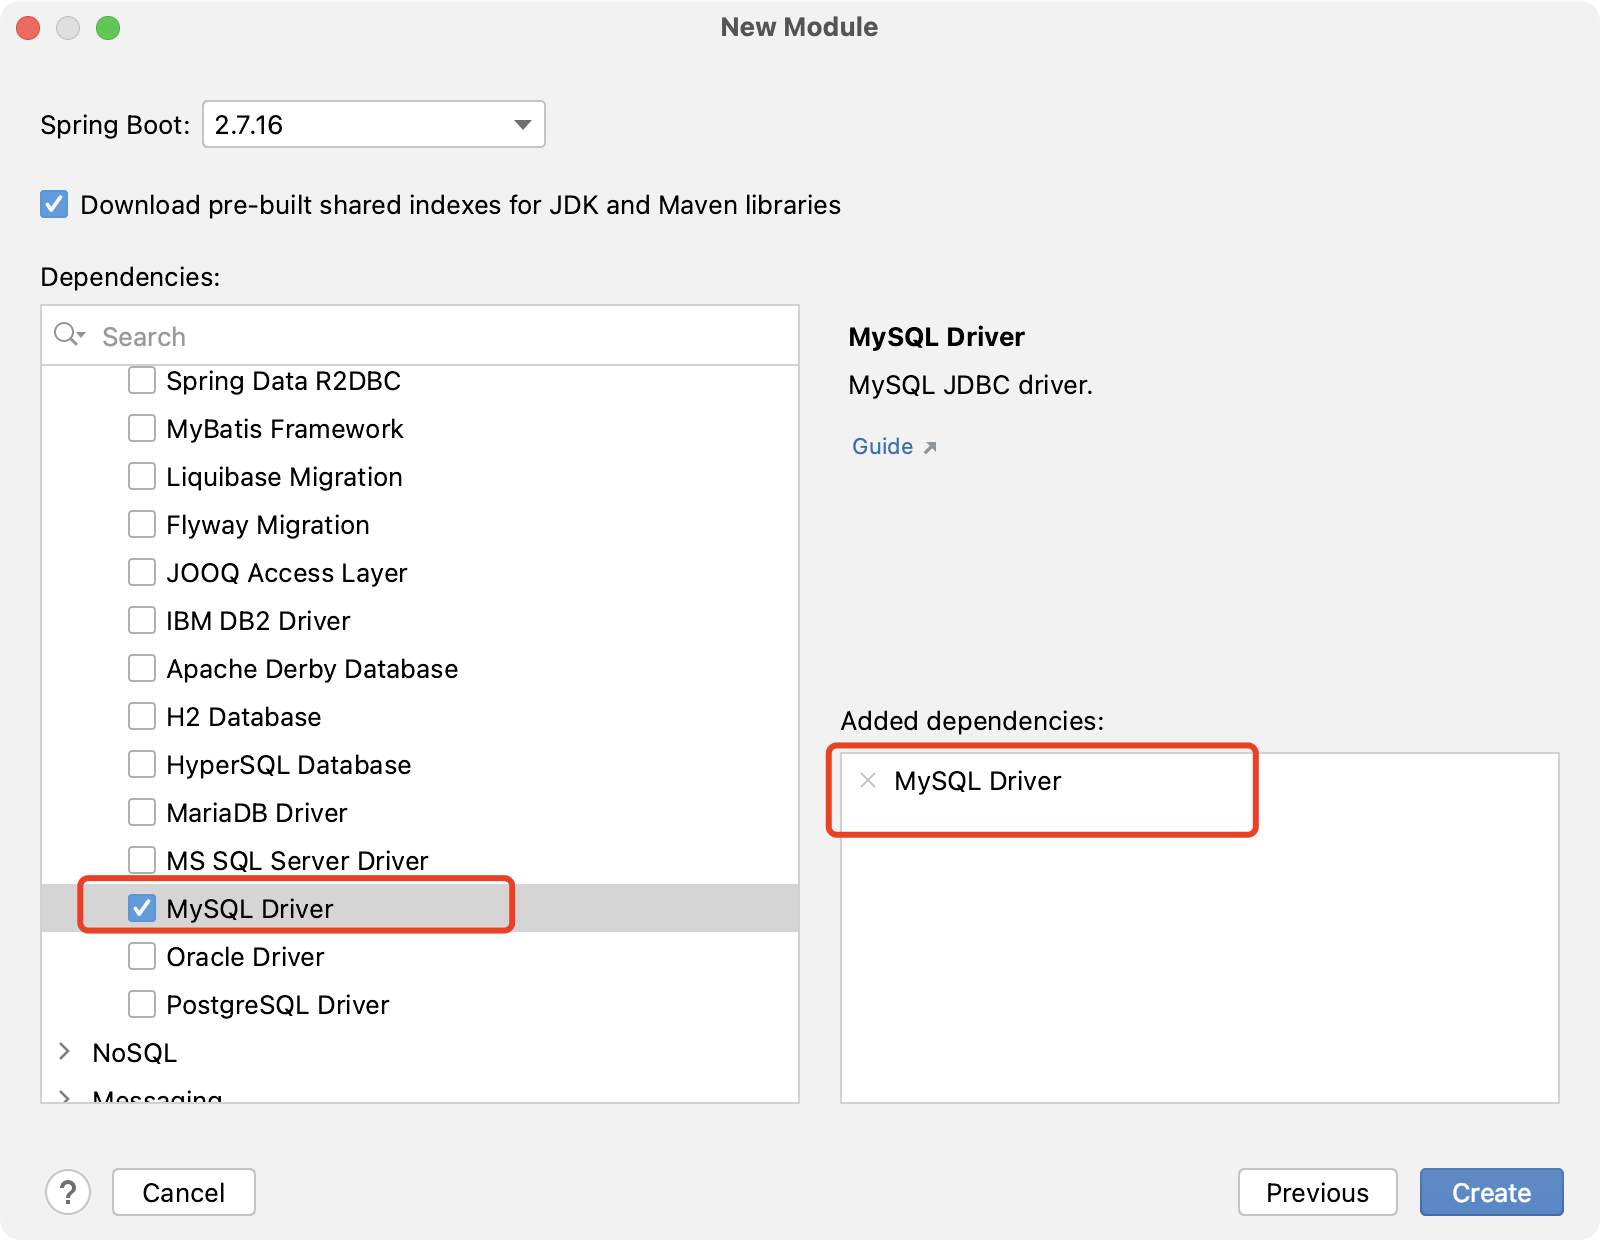 New Module
Spring Boot: 2.7.16
Download pre-built shared indexes for JDK and Maven libraries
Dependencies:
Search
Spring Data R2DBC
MyBatis Framework
Liquibase Migration
Flyway Migration
JOOQ Access Layer
IBM DB2 Driver
Apache Derby Database
H2 Database
HyperSQL Database
MariaDB Driver
MS SQL Server Driver
MySQL Driver
Oracle Driver
PostgreSQL Driver
NoSQL
Messaging
MySQL Driver
MySQL JDBC driver.
Guide
Added dependencies:
MySQL Driver
? Cancel Previous Create